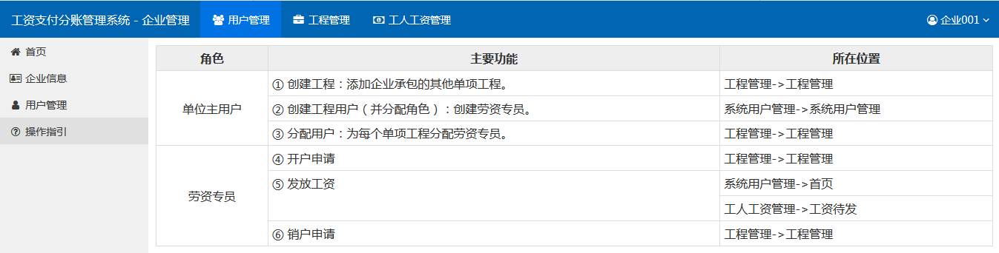 工资支付分账管理系统 - 企业管理 用户管理 工程管理 工人工资管理 企业001
首页
企业信息
用户管理
操作指引
角色 主要功能 所在位置
单位主用户
① 创建工程：添加企业承包的其他单项工程。 工程管理->工程管理
② 创建工程用户（并分配角色）：创建劳资专员。 系统用户管理->系统用户管理
③ 分配用户：为每个单项工程分配劳资专员。 工程管理->工程管理
劳资专员
④ 开户申请 工程管理->工程管理
⑤ 发放工资 系统用户管理->首页
工人工资管理->工资待发
⑥ 销户申请 工程管理->工程管理